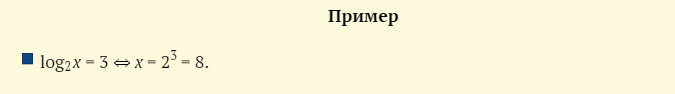 Пример
log₂x = 3 ⇔ x = 2³ = 8.